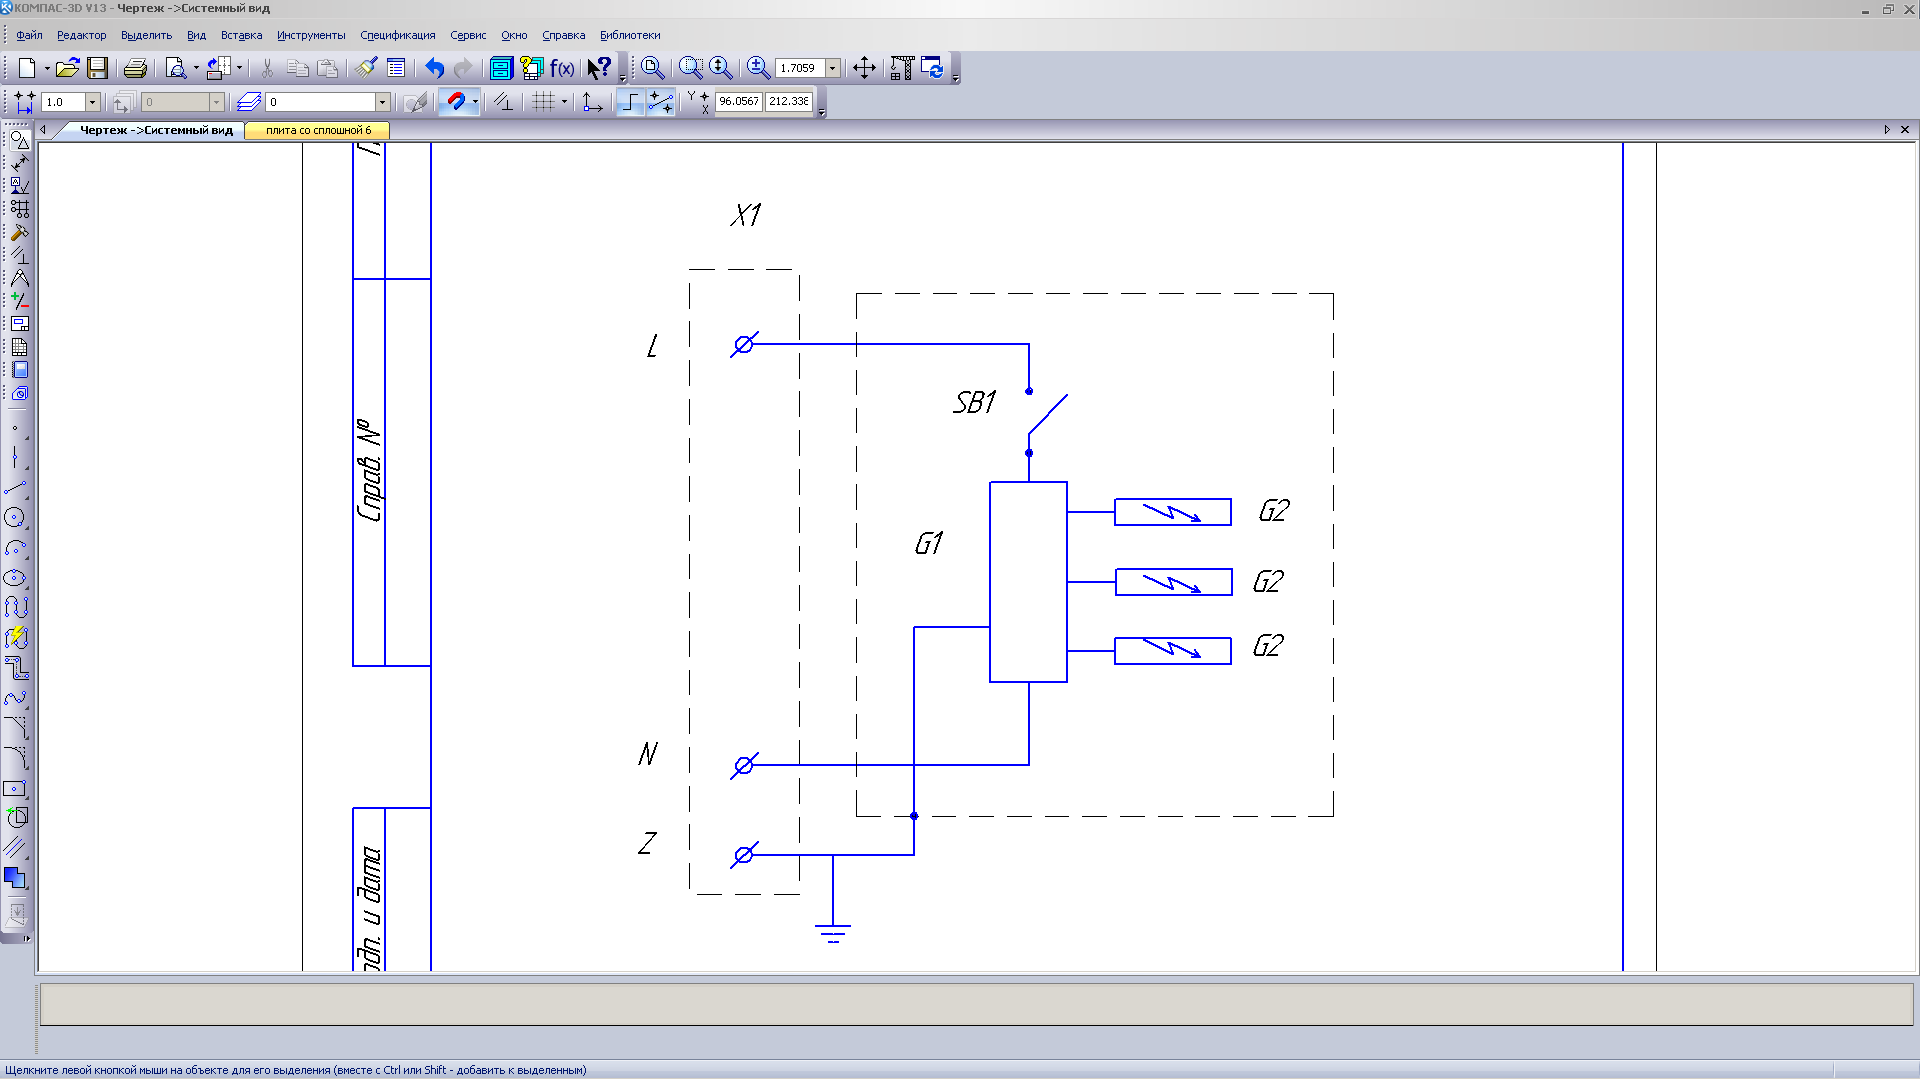 КОМПАС-3D V13 - Чертеж ->Системный вид
Файл Редактор Выделить Вид Вставка Инструменты Спецификация Сервис Окно Справка Библиотеки
f(x) 1.7059
1.0 0 0 96.0567 212.338
Чертеж ->Системный вид плита со сплошной 6
X1
L
SB1
Справ. №
G2
G1
G2
G2
N
Z
одп. и дата
Щелкните левой кнопкой мыши на объекте для его выделения (вместе с Ctrl или Shift - добавить к выделенным)